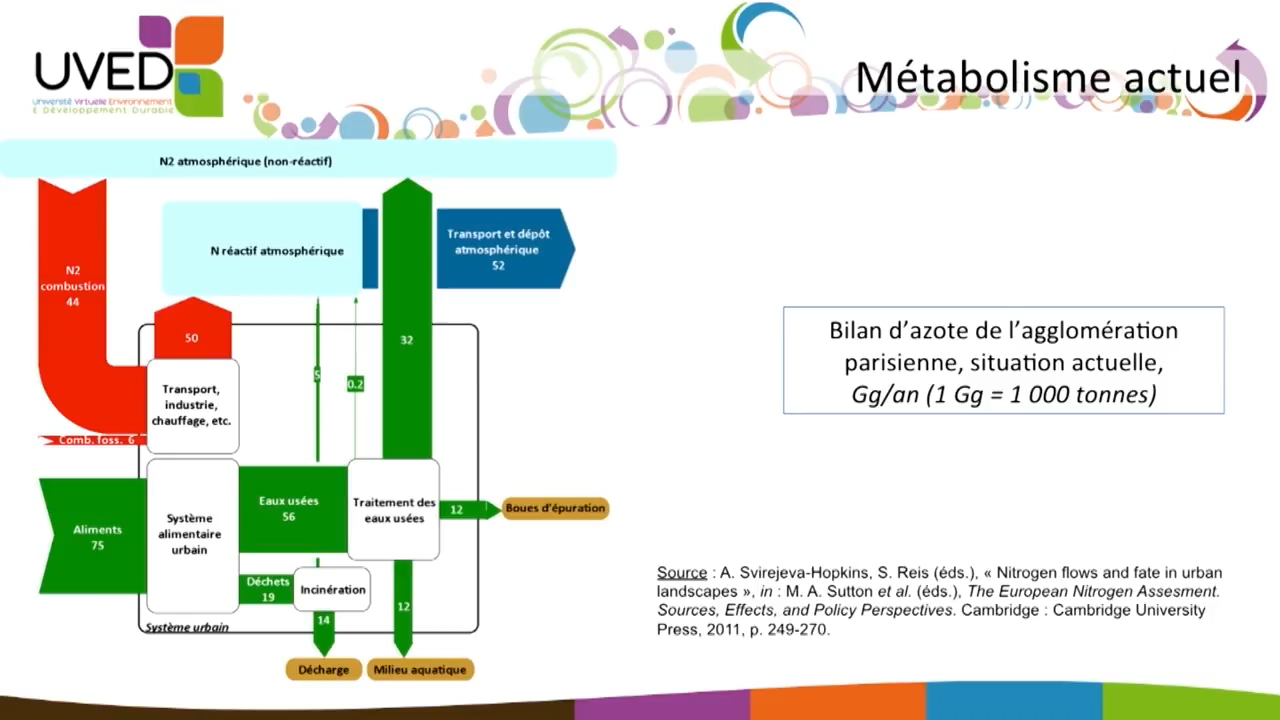 UVED
Université Virtuelle Environnement
& Développement Durable
Métabolisme actuel
N2 atmosphérique (non-réactif)
N réactif atmosphérique
Transport et dépôt
atmosphérique
52
N2
combustion
44
50
32
5
0.2
Transport,
industrie,
chauffage, etc.
Comb. foss. 6
Aliments
75
Système
alimentaire
urbain
Eaux usées
56
Traitement des
eaux usées
12
Boues d'épuration
Déchets
19
Incinération
14
12
Système urbain
Décharge
Milieu aquatique
Bilan d'azote de l'agglomération
parisienne, situation actuelle,
Gg/an (1 Gg = 1 000 tonnes)
Source : A. Svirejeva-Hopkins, S. Reis (éds.), « Nitrogen flows and fate in urban
landscapes », in : M. A. Sutton et al. (éds.), The European Nitrogen Assesment.
Sources, Effects, and Policy Perspectives. Cambridge : Cambridge University
Press, 2011, p. 249-270.